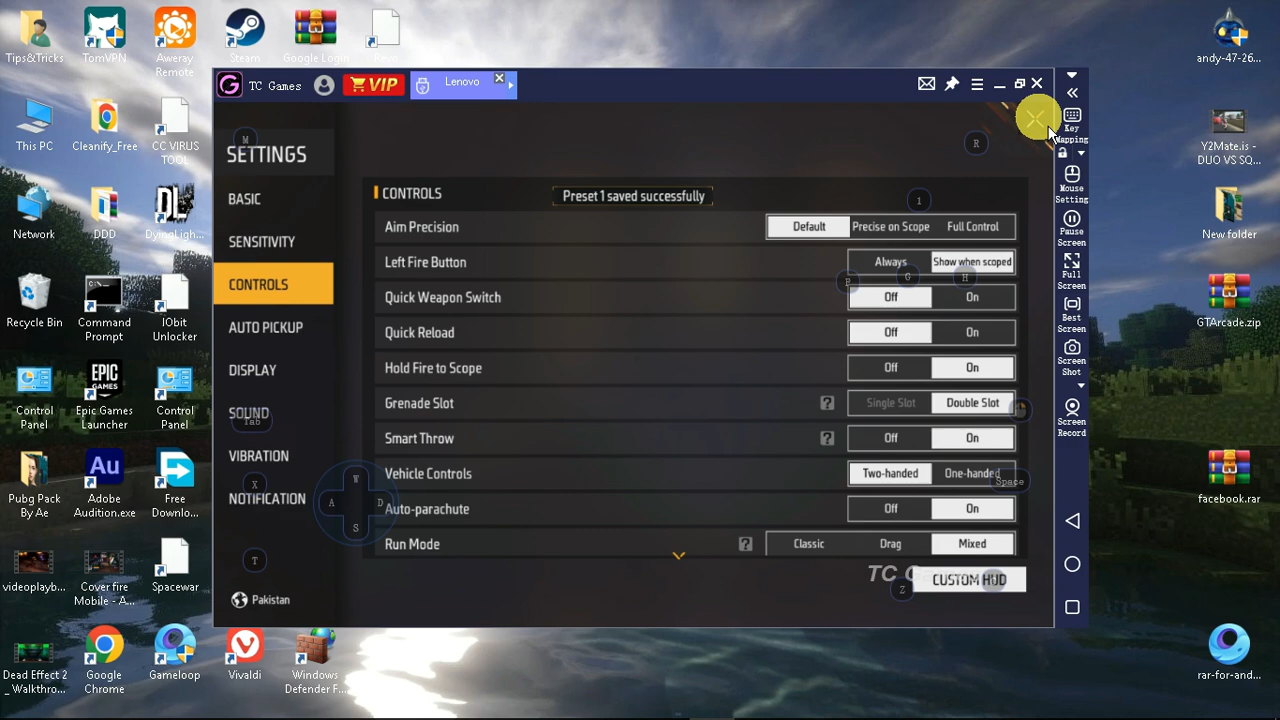 Tips&Tricks
TomVPN
Aweray
Remote
Steam
Google Login
andy-47-26...
TC Games
VIP
Lenovo
This PC
Cleanify_Free
CC VIRUS
TOOL
Network
DDD
DyingLigh...
Recycle Bin
Command
Prompt
IObit
Unlocker
Control
Panel
Epic Games
Launcher
Control
Panel
Pubg Pack
By Ae
Adobe
Audition.exe
Free
Downlo...
videoplayb...
Cover fire
Mobile - A...
Spacewar
Dead Effect 2
_ Walkthro...
Google
Chrome
Gameloop
Vivaldi
Windows
Defender F...
M
SETTINGS
BASIC
SENSITIVITY
CONTROLS
AUTO PICKUP
DISPLAY
SOUND
Tab
VIBRATION
X
NOTIFICATION
T
Pakistan
W
A
D
S
R
CONTROLS
Preset 1 saved successfully
1
Aim Precision
Default
Precise on Scope
Full Control
Left Fire Button
Always
Show when scoped
G
H
Quick Weapon Switch
Off
On
Quick Reload
Off
On
Hold Fire to Scope
Off
On
Grenade Slot
?
Single Slot
Double Slot
Smart Throw
?
Off
On
Vehicle Controls
Two-handed
One-handed
Space
Auto-parachute
Off
On
Run Mode
?
Classic
Drag
Mixed
Z
CUSTOM HUD
Key
Mapping
Mouse
Setting
Pause
Screen
Full
Screen
Best
Screen
Screen
Shot
Screen
Record
Y2Mate.is -
DUO VS SQ...
New folder
GTArcade.zip
facebook.rar
rar-for-and...
EPIC
GAMES
Au
DL